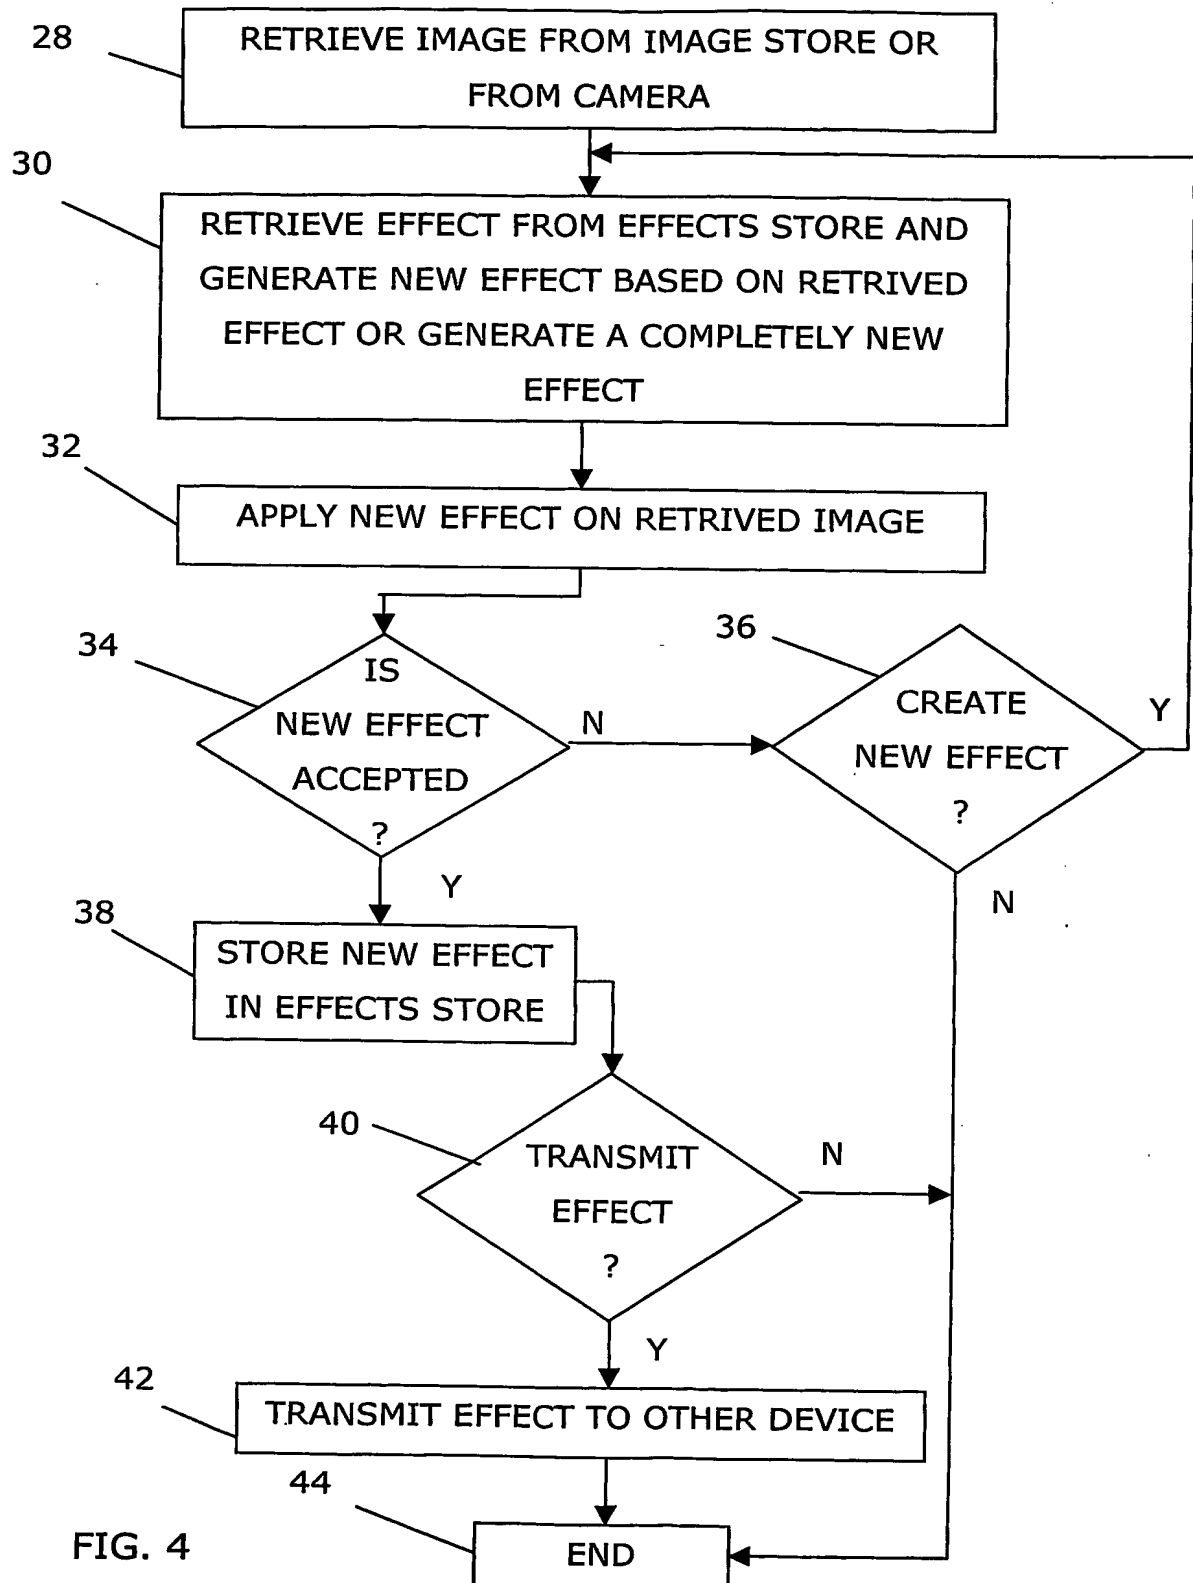 28
RETRIEVE IMAGE FROM IMAGE STORE OR
FROM CAMERA
30
RETRIEVE EFFECT FROM EFFECTS STORE AND
GENERATE NEW EFFECT BASED ON RETRIVED
EFFECT OR GENERATE A COMPLETELY NEW
EFFECT
32
APPLY NEW EFFECT ON RETRIVED IMAGE
34
IS
NEW EFFECT
ACCEPTED
?
N
Y
36
CREATE
NEW EFFECT
?
Y
N
38
STORE NEW EFFECT
IN EFFECTS STORE
40
TRANSMIT
EFFECT
?
N
Y
42
TRANSMIT EFFECT TO OTHER DEVICE
44
END
FIG. 4